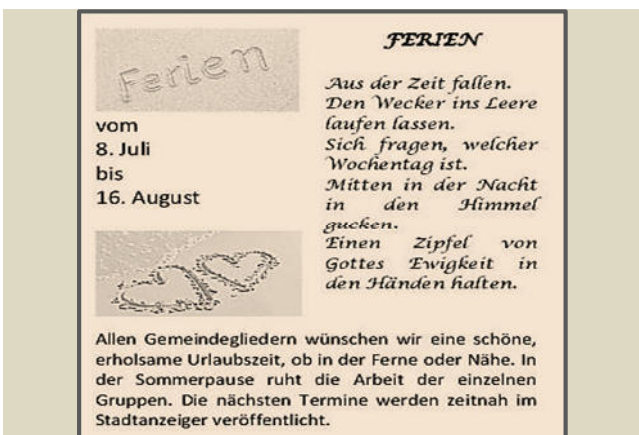 Ferien
vom
8. Juli
bis
16. August
FERIEN
Aus der Zeit fallen.
Den Wecker ins Leere
laufen lassen.
Sich fragen, welcher
Wochentag ist.
Mitten in der Nacht
in den Himmel
gucken.
Einen Zipfel von
Gottes Ewigkeit in
den Händen halten.
Allen Gemeindegliedern wünschen wir eine schöne,
erholsame Urlaubszeit, ob in der Ferne oder Nähe. In
der Sommerpause ruht die Arbeit der einzelnen
Gruppen. Die nächsten Termine werden zeitnah im
Stadtanzeiger veröffentlicht.